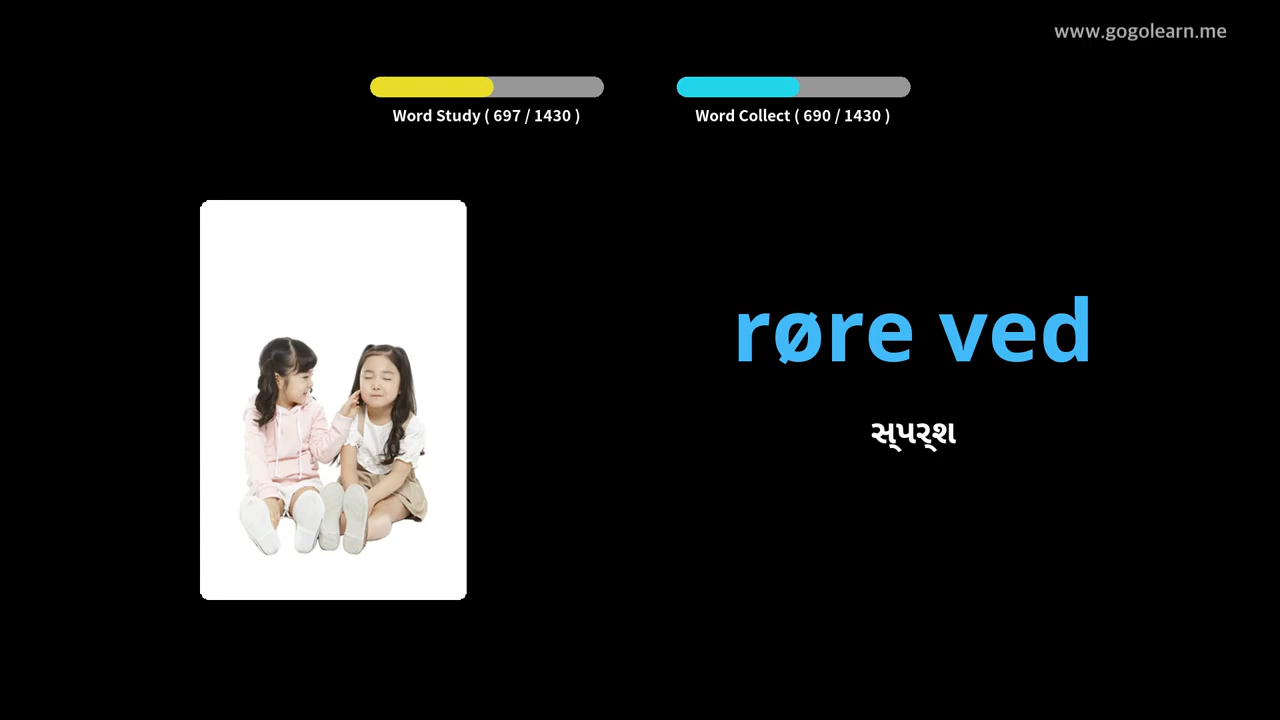 www.gogolearn.me
Word Study ( 697 / 1430 )
Word Collect ( 690 / 1430 )
røre ved
સ્પર્શ